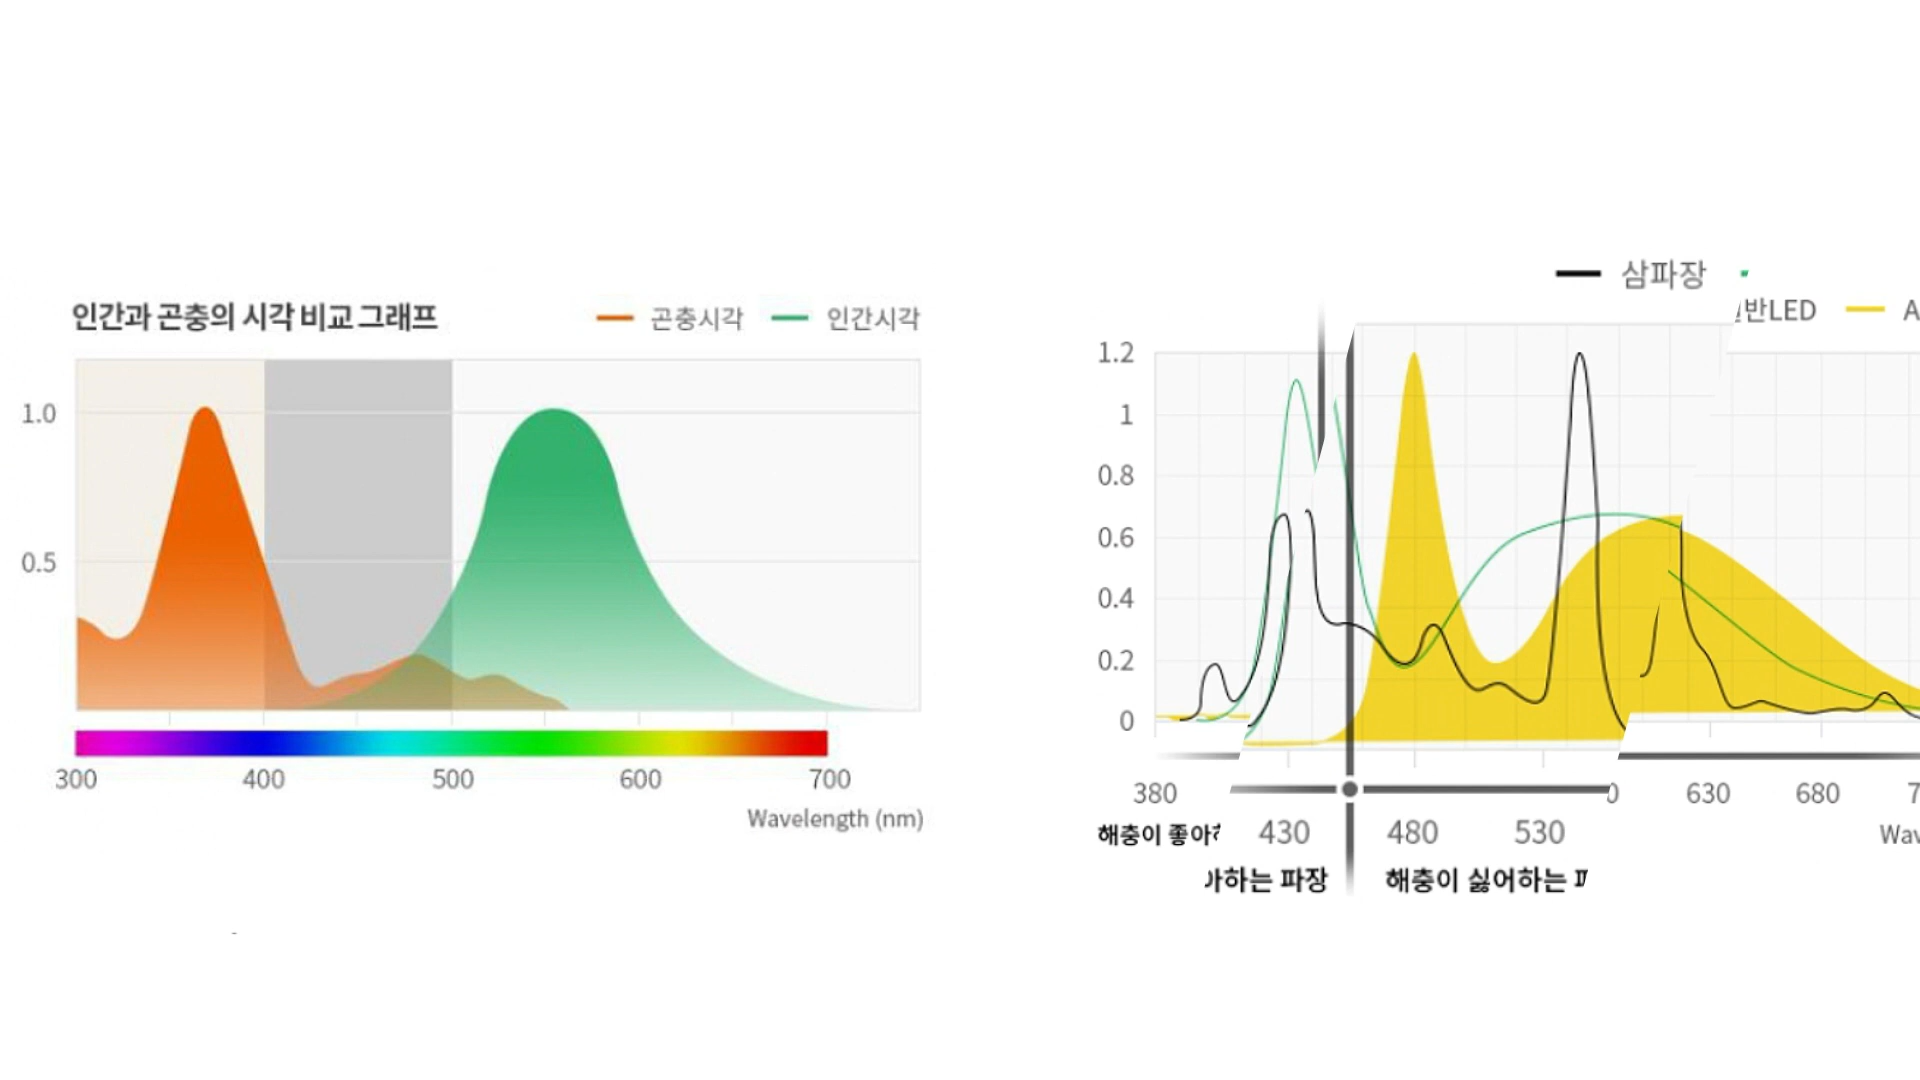 인간과 곤충의 시각 비교 그래프
곤충시각 인간시각
1.0
0.5
300 400 500 600 700
Wavelength (nm)
삼파장
반LED
1.2
1
0.8
0.6
0.4
0.2
0
380 630 680
430 480 530
해충이
하는 파장 해충이 싫어하는